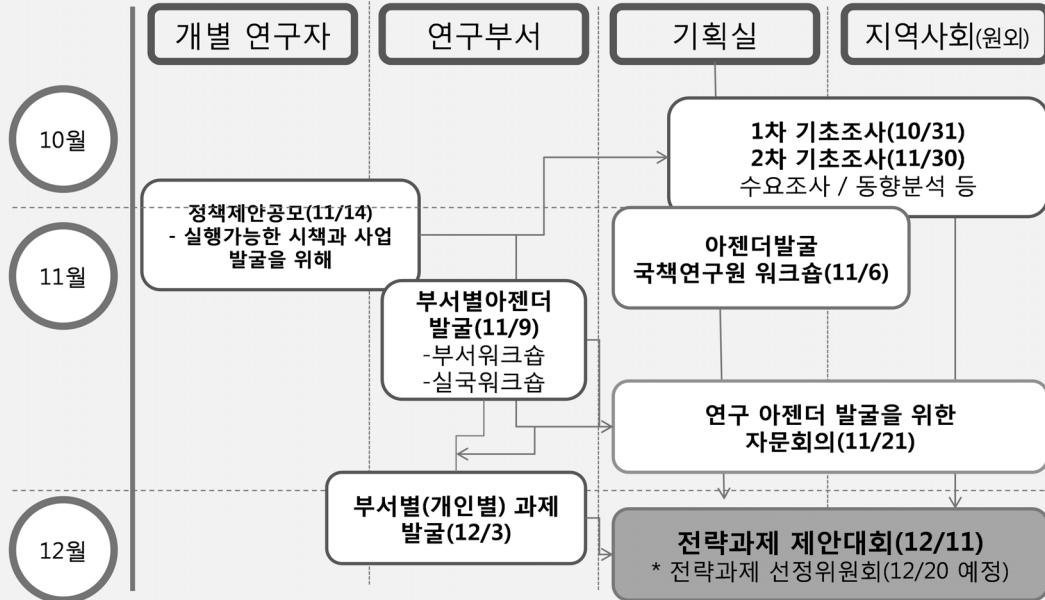 개별 연구자
연구부서
기획실
지역사회(원외)
10월
1차 기초조사(10/31)
2차 기초조사(11/30)
수요조사 / 동향분석 등
11월
정책제안공모(11/14)
- 실행가능한 시책과 사업
발굴을 위해
아젠더발굴
국책연구원 워크숍(11/6)
부서별아젠더
발굴(11/9)
-부서워크숍
-실국워크숍
연구 아젠더 발굴을 위한
자문회의(11/21)
12월
부서별(개인별) 과제
발굴(12/3)
전략과제 제안대회(12/11)
* 전략과제 선정위원회(12/20 예정)